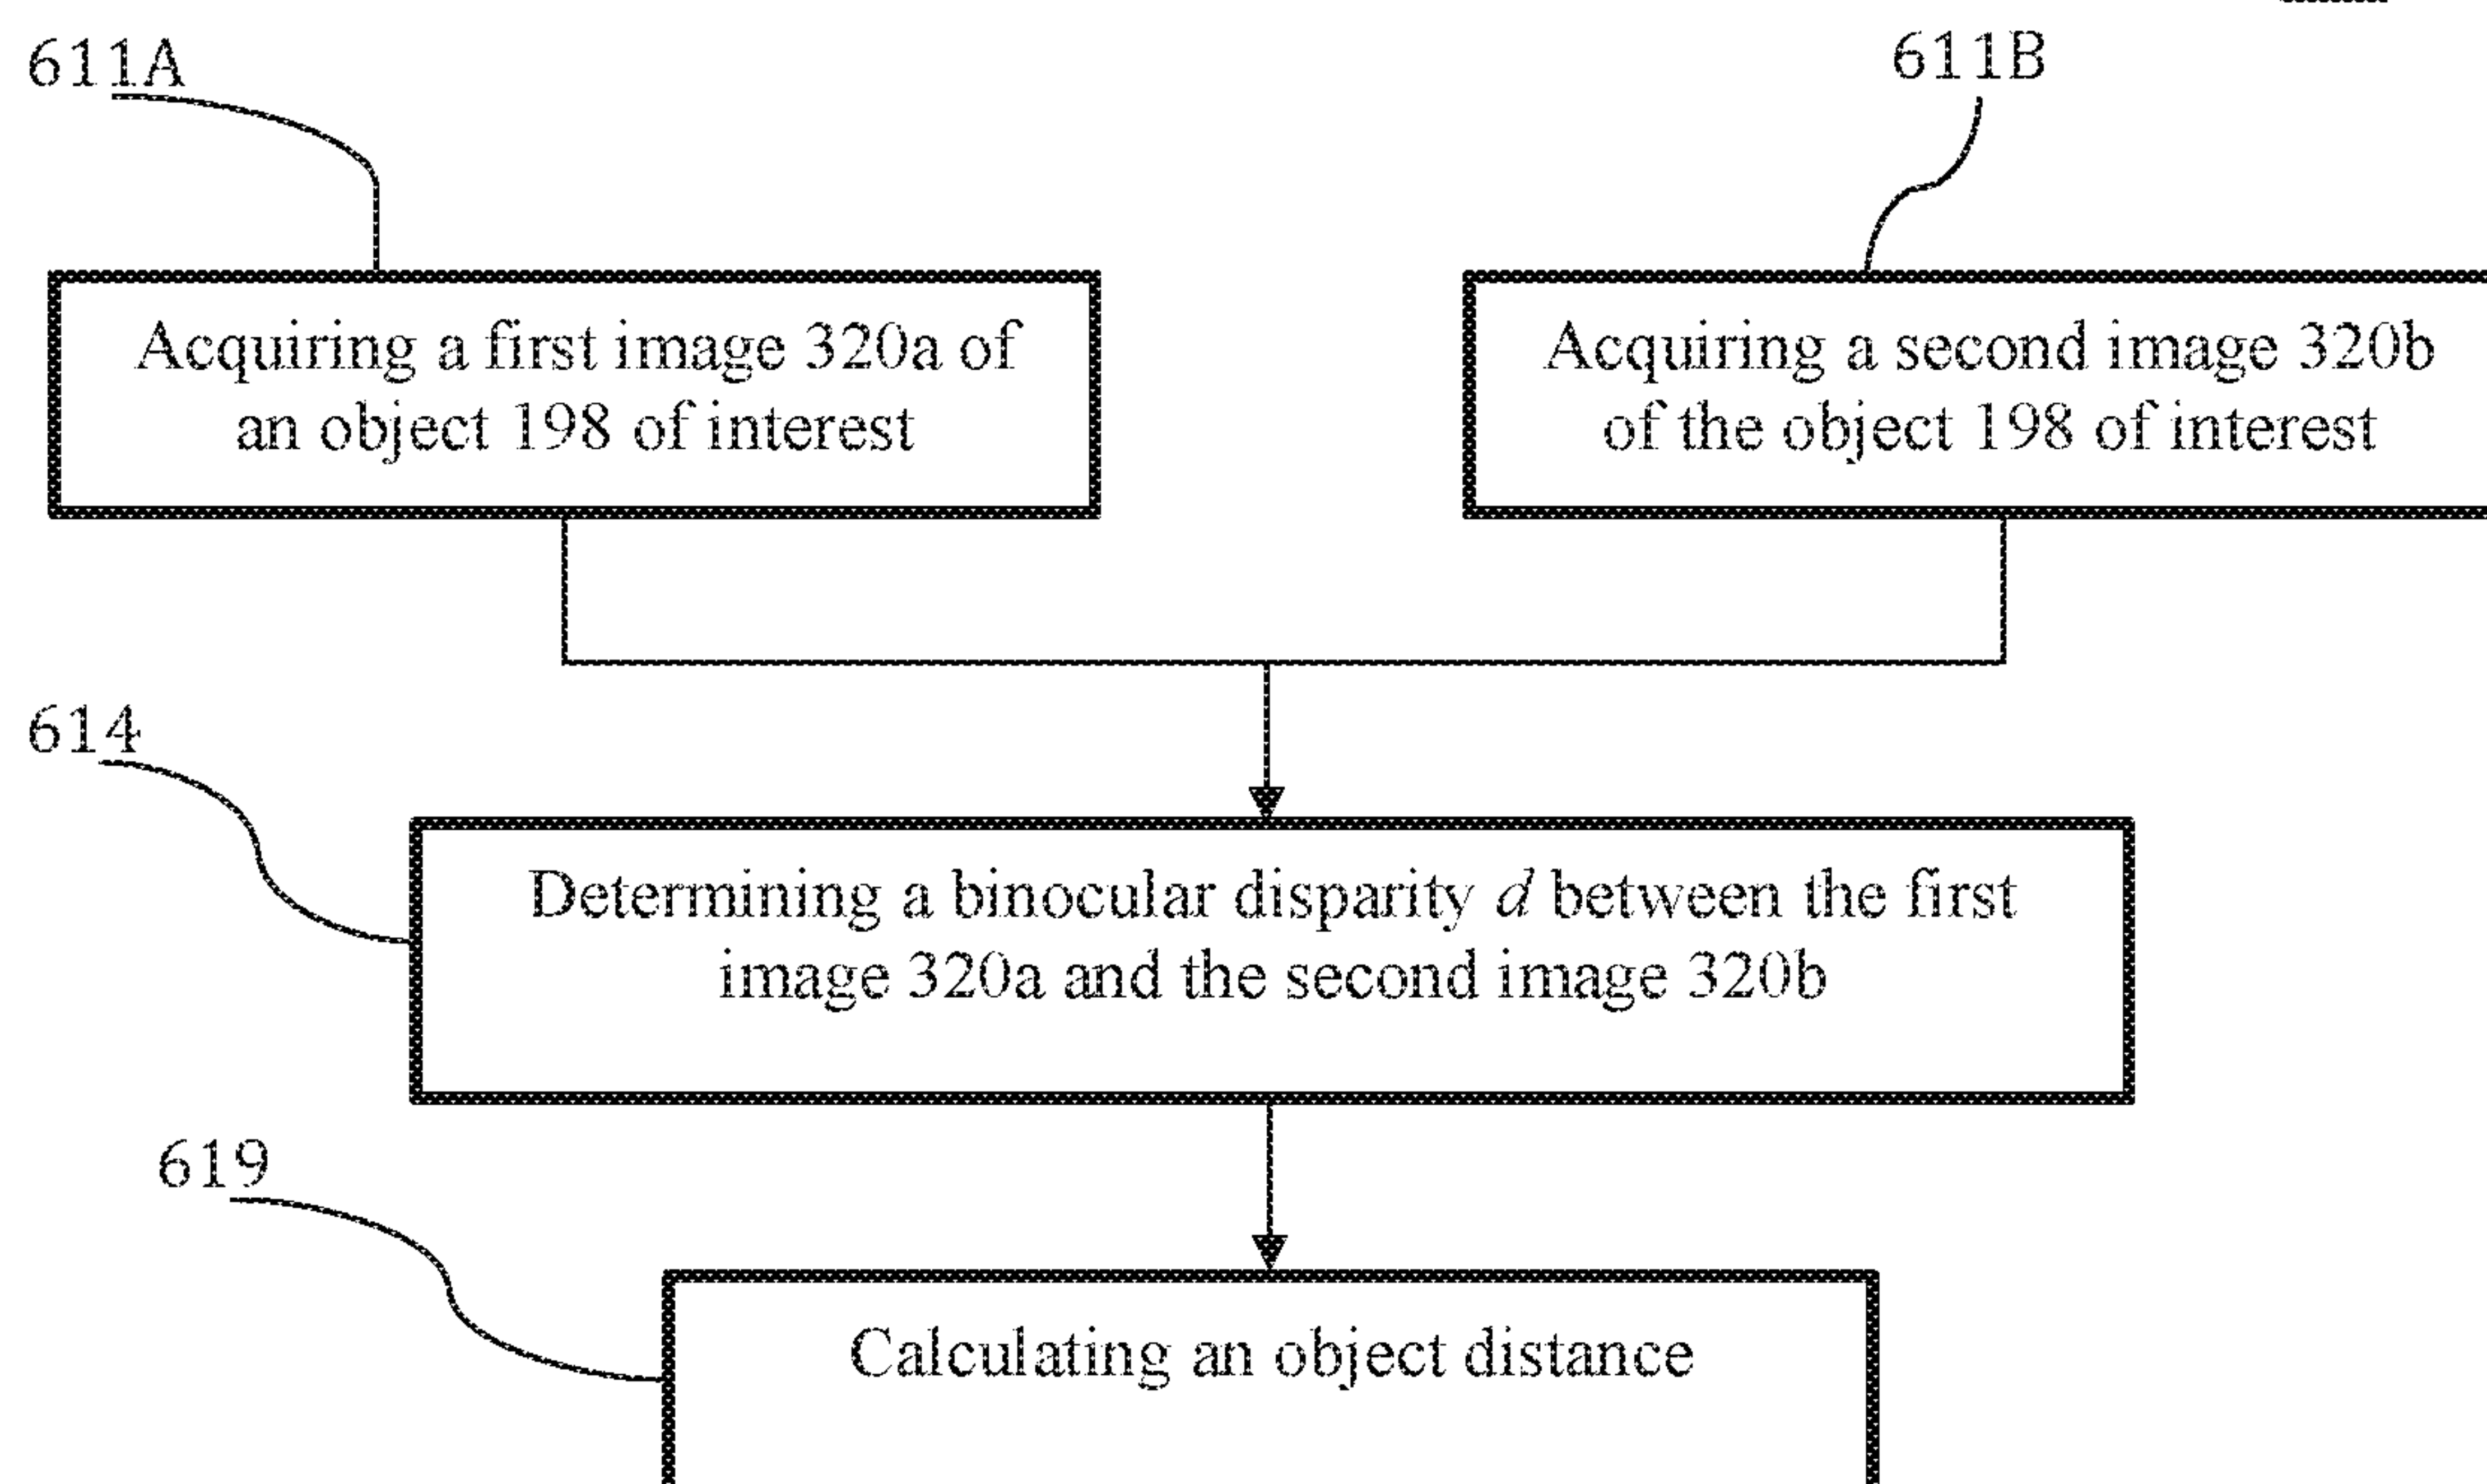 611A
611B
Acquiring a first image 320a of
an object 198 of interest
Acquiring a second image 320b
of the object 198 of interest
614
Determining a binocular disparity d between the first
image 320a and the second image 320b
619
Calculating an object distance